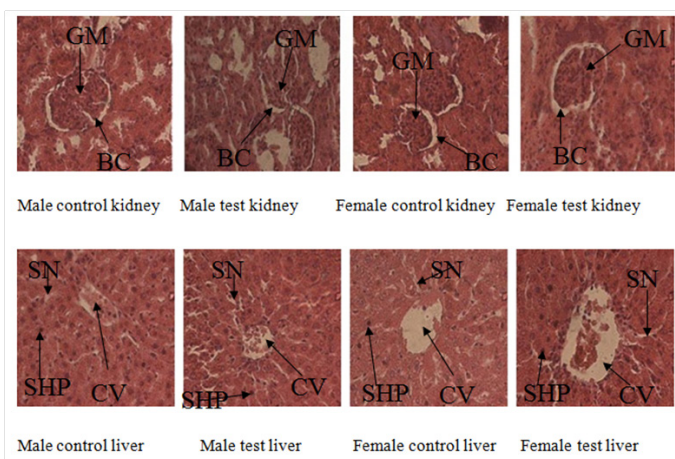 GM GM GM GM
BC BC BC BC
Male control kidney Male test kidney Female control kidney Female test kidney
SN SN SN SN
SHP CV SHP CV SHP CV SHP CV
Male control liver Male test liver Female control liver Female test liver